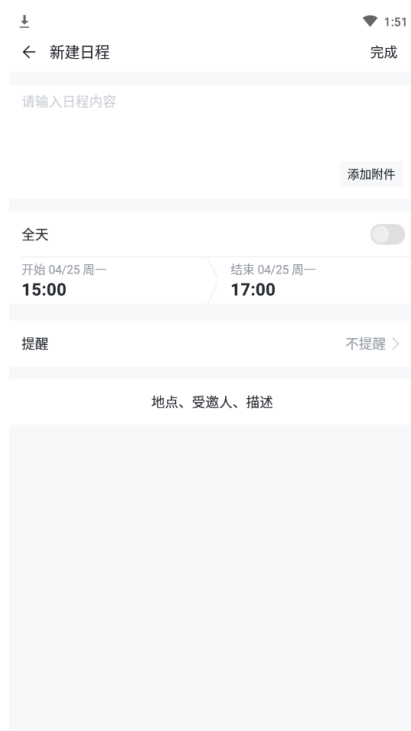 1:51
新建日程
完成
请输入日程内容
添加附件
全天
开始 04/25 周一
结束 04/25 周一
15:00
17:00
提醒
不提醒
地点、受邀人、描述